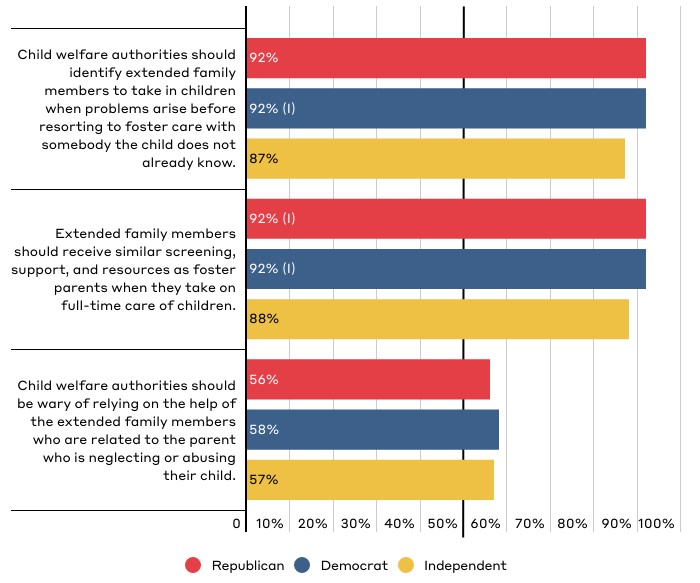 Child welfare authorities should
identify extended family
members to take in children
when problems arise before
resorting to foster care with
somebody the child does not
already know.
92%
92% (I)
87%
Extended family members
should receive similar screening,
support, and resources as foster
parents when they take on
full-time care of children.
92% (I)
92% (I)
88%
Child welfare authorities should
be wary of relying on the help of
the extended family members
who are related to the parent
who is neglecting or abusing
their child.
56%
58%
57%
0 10% 20% 30% 40% 50% 60% 70% 80% 90% 100%
Republican Democrat Independent